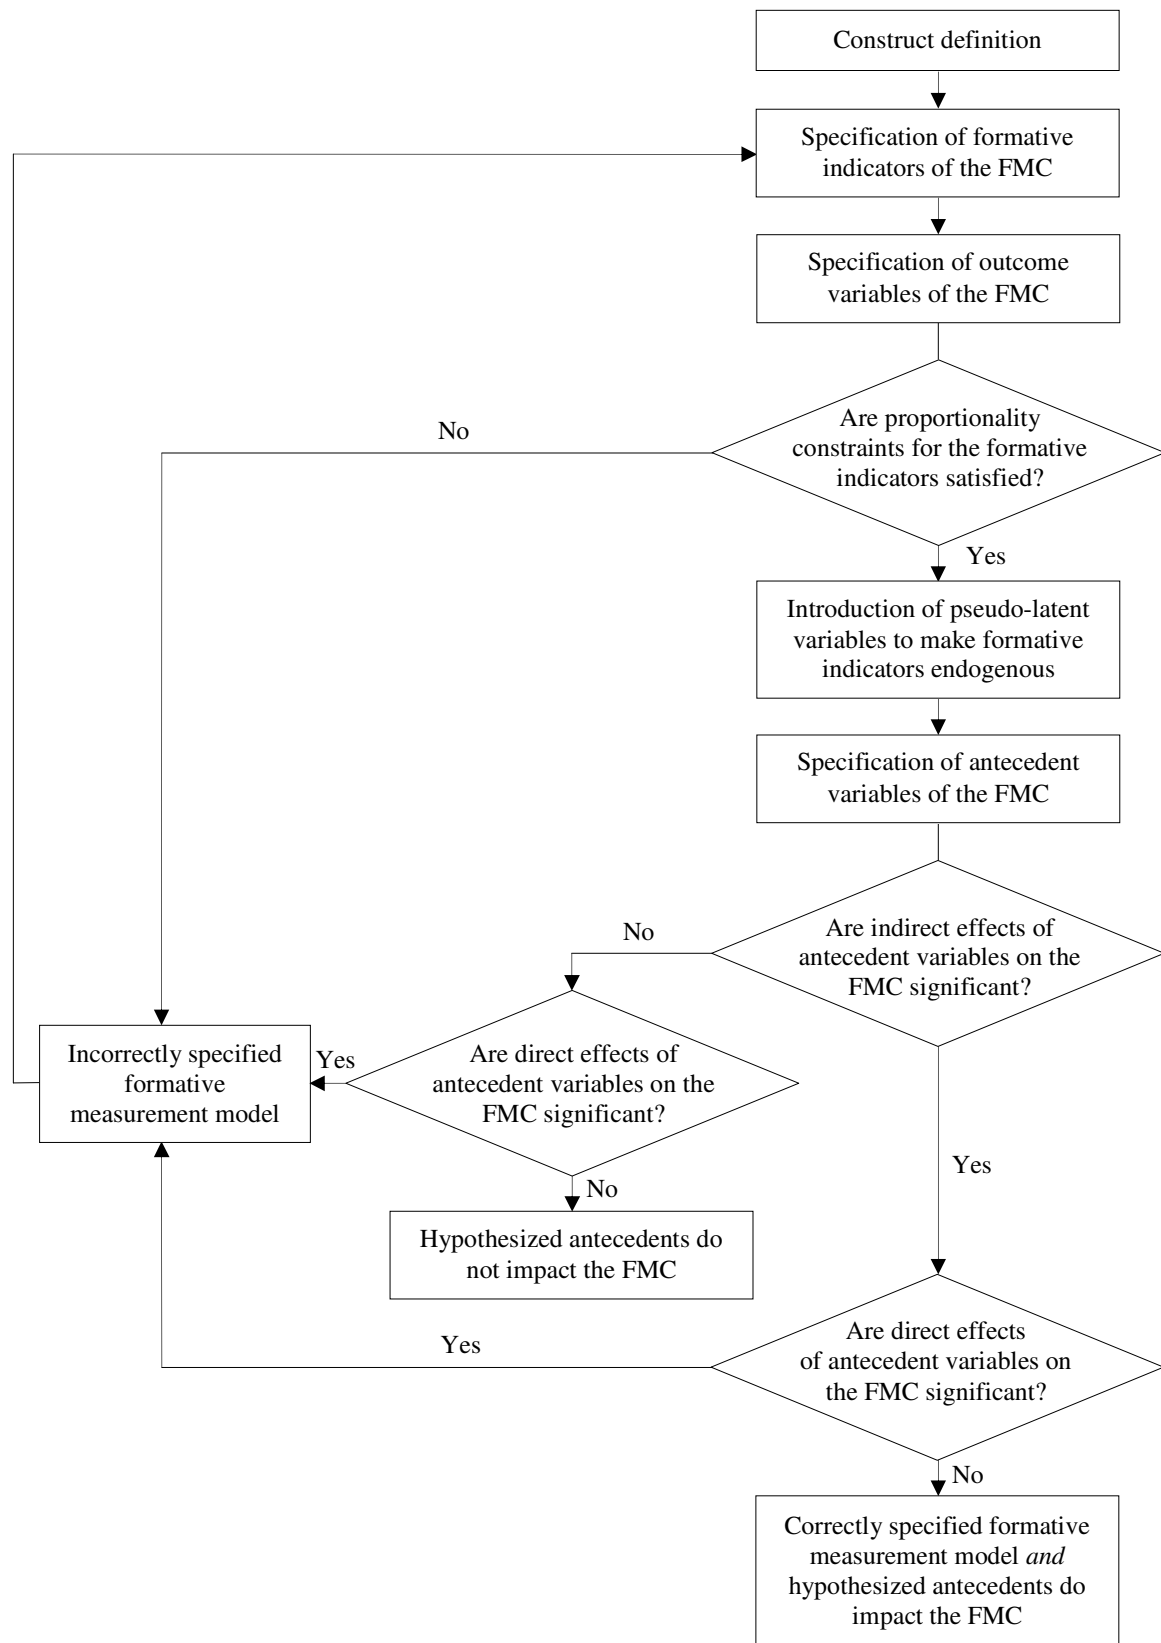 Construct definition
Specification of formative
indicators of the FMC
Specification of outcome
variables of the FMC
Are proportionality
constraints for the formative
indicators satisfied?
No
Yes
Introduction of pseudo-latent
variables to make formative
indicators endogenous
Specification of antecedent
variables of the FMC
Are indirect effects of
antecedent variables on the
FMC significant?
No
Yes
Are direct effects of
antecedent variables on the
FMC significant?
Yes
Incorrectly specified
formative
measurement model
No
Hypothesized antecedents do
not impact the FMC
Are direct effects
of antecedent variables on
the FMC significant?
Yes
No
Correctly specified formative
measurement model and
hypothesized antecedents do
impact the FMC